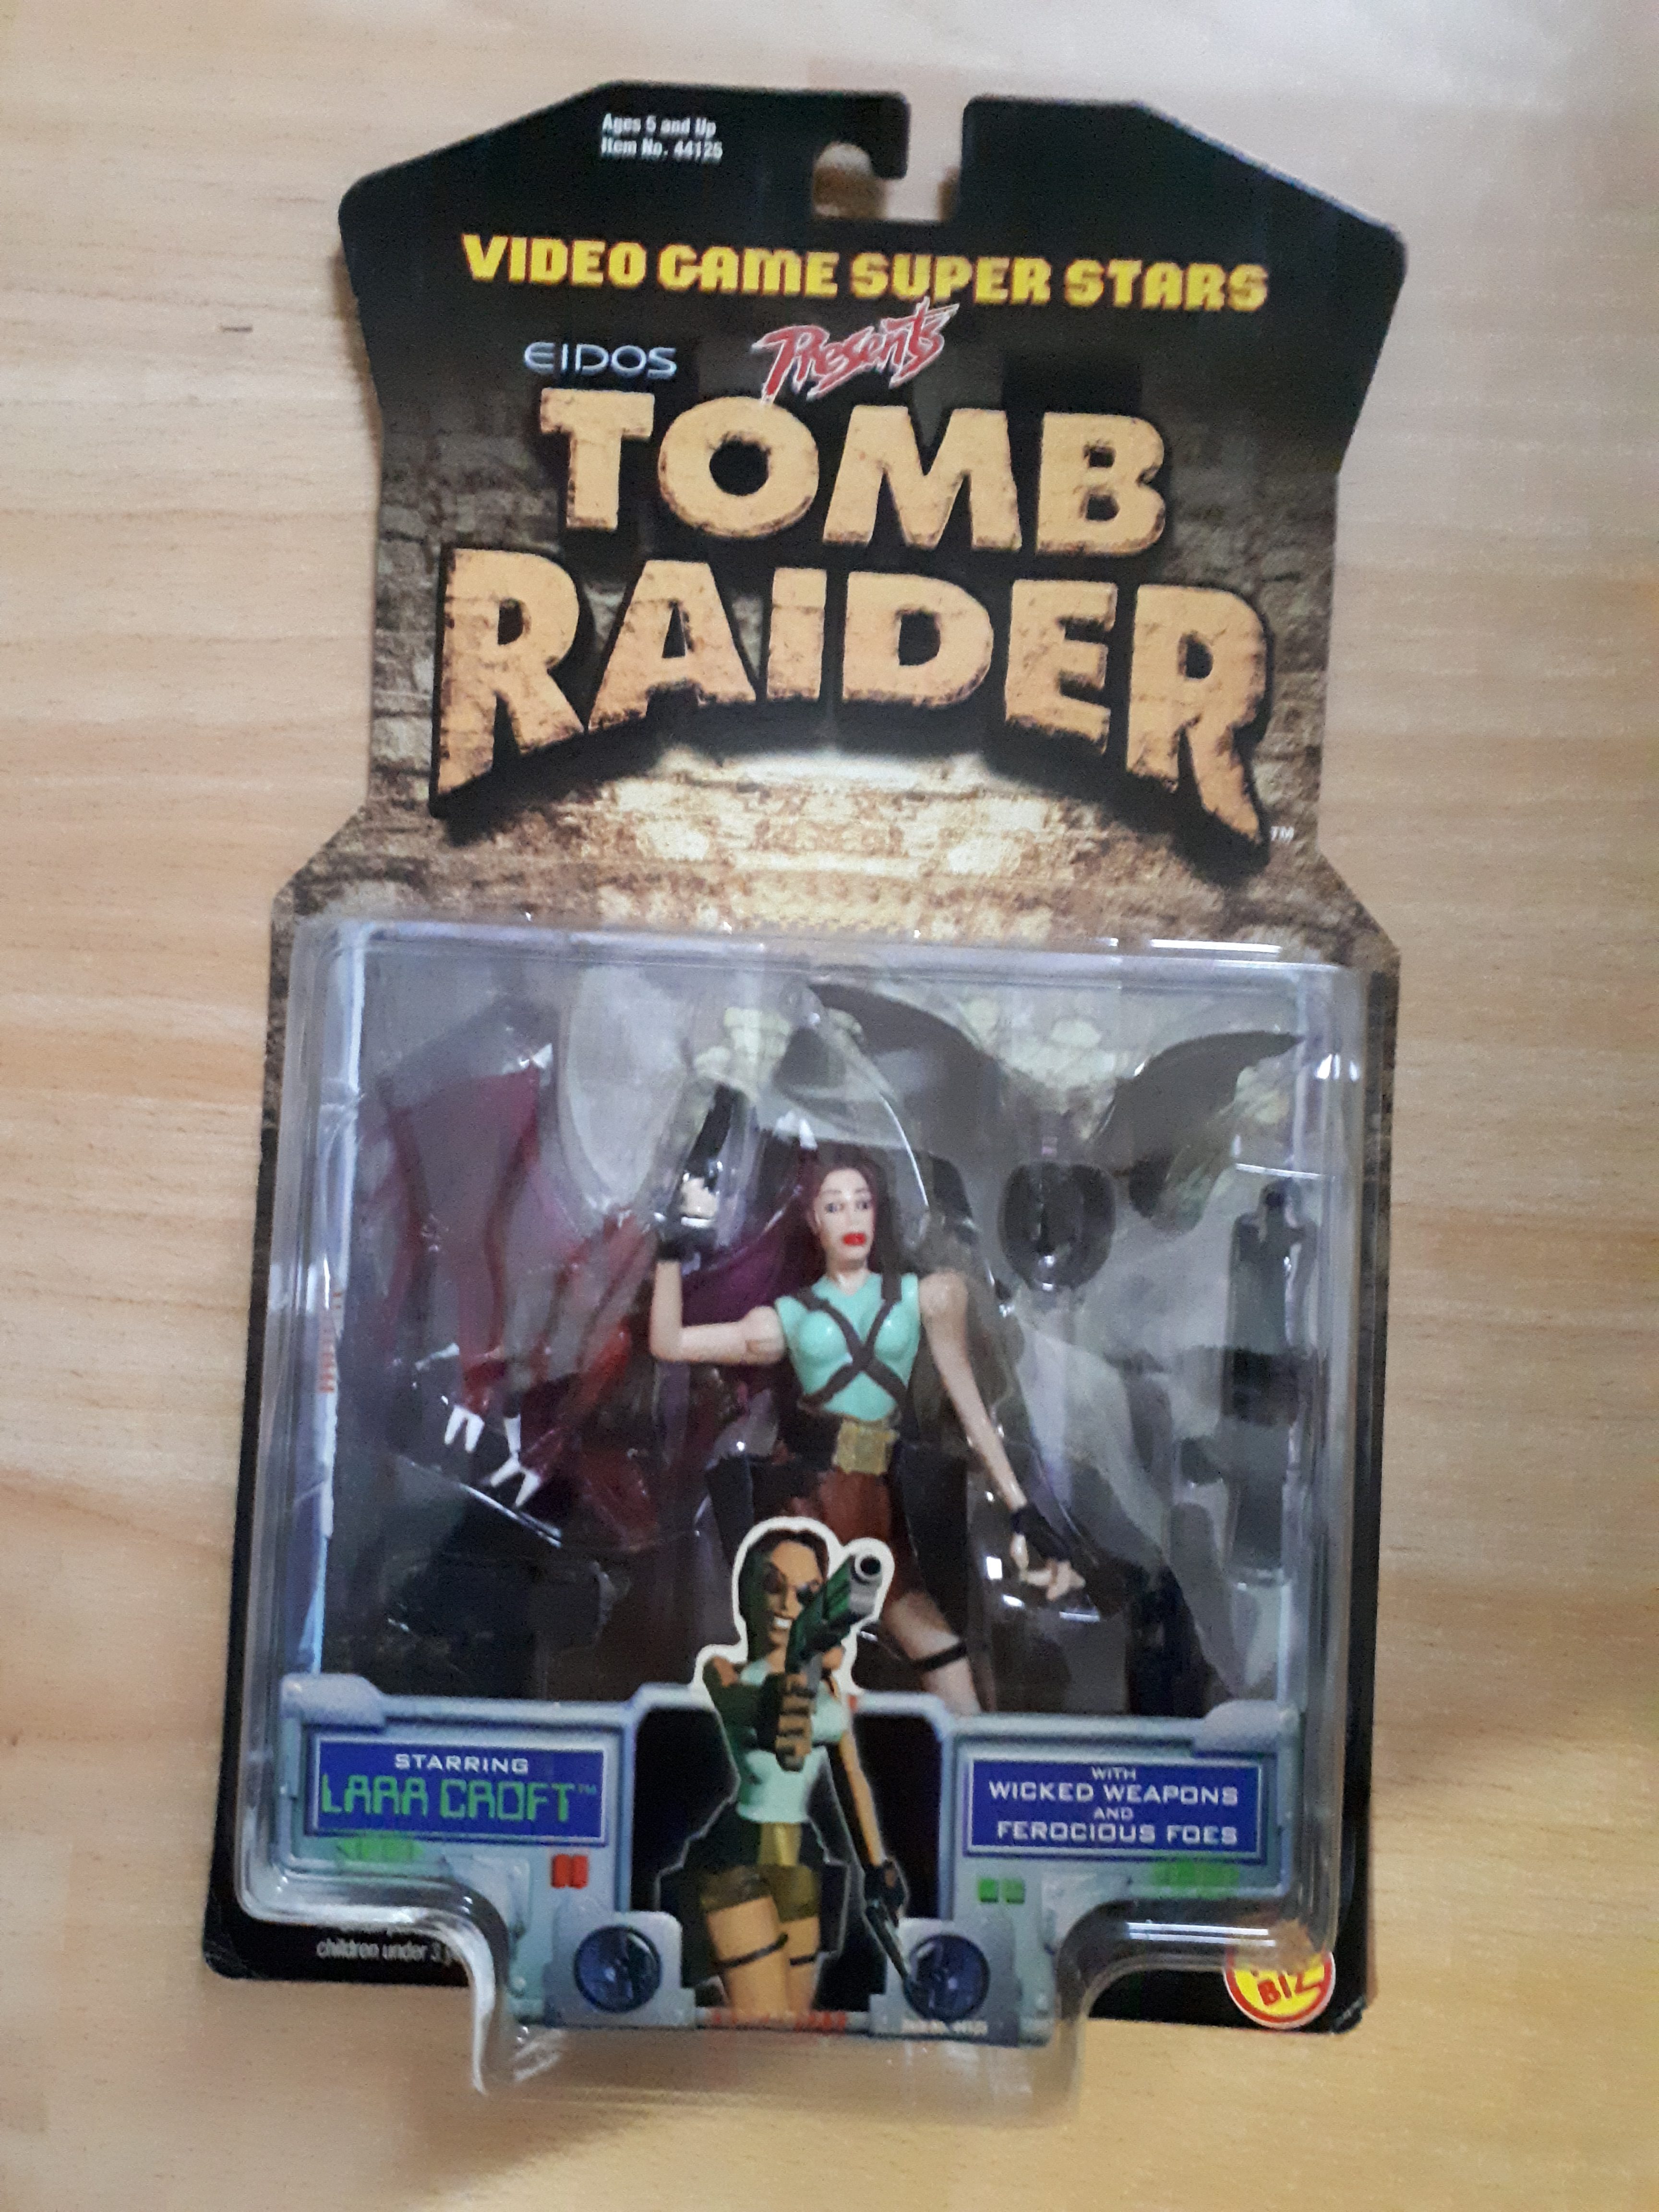 Ages 5 and Up
Item No. 44125
VIDEO GAME SUPER STARS
Presents
EIDOS
TOMB
RAIDER
TM
STARRING
LARA CROFT™
WITH
WICKED WEAPONS
AND
FEROCIOUS FOES
children under 3
BIZ